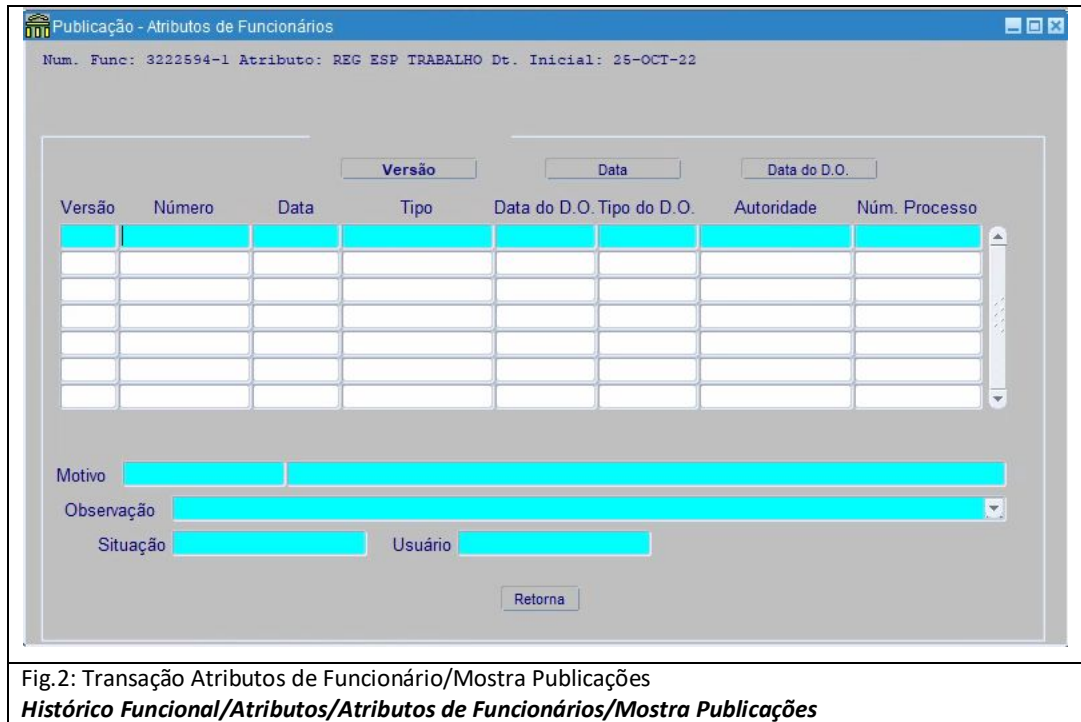 Publicação - Atributos de Funcionários
Num. Func: 3222594-1 Atributo: REG ESP TRABALHO Dt. Inicial: 25-OCT-22
Versão Data Data do D.O.
Versão Número Data Tipo Data do D.O. Tipo do D.O. Autoridade Núm. Processo
Motivo
Observação
Situação Usuário
Retorna
Fig.2: Transação Atributos de Funcionário/Mostra Publicações
Histórico Funcional/Atributos/Atributos de Funcionários/Mostra Publicações